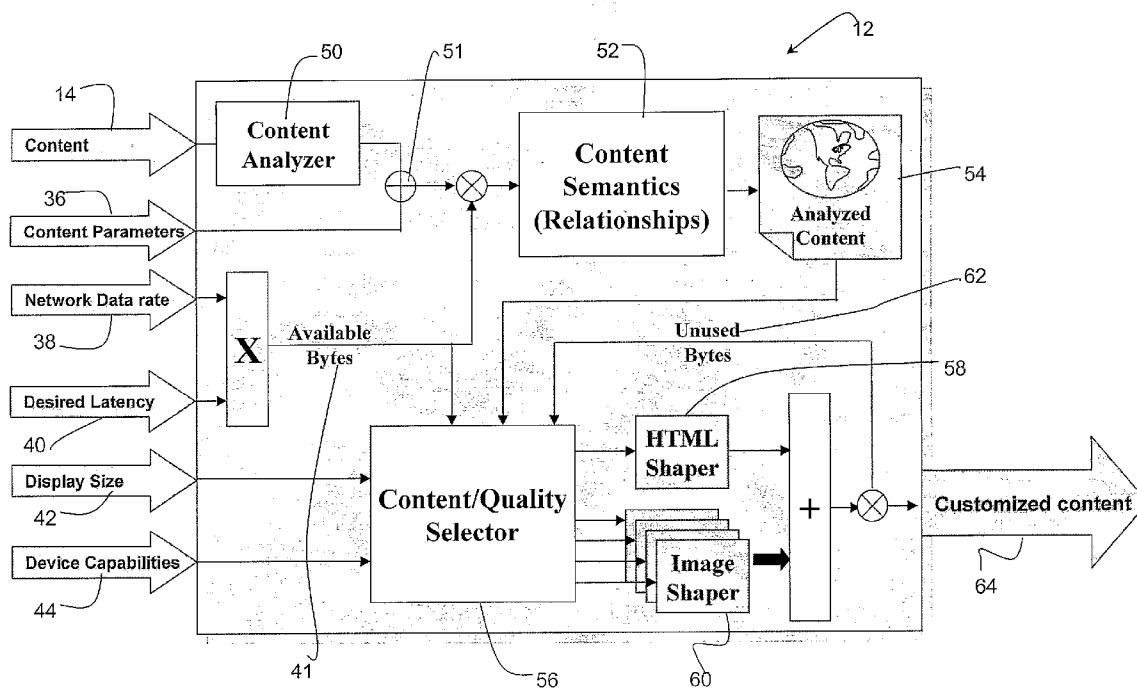 12
50
51
52
14
Content
Content
Analyzer
Content
Semantics
(Relationships)
54
Analyzed
Content
36
Content Parameters
Network Data rate
38
X
Available
Bytes
62
Unused
Bytes
58
Desired Latency
40
HTML
Shaper
Display Size
42
Content/Quality
Selector
+
Customized content
64
Device Capabilities
44
Image
Shaper
41
56
60